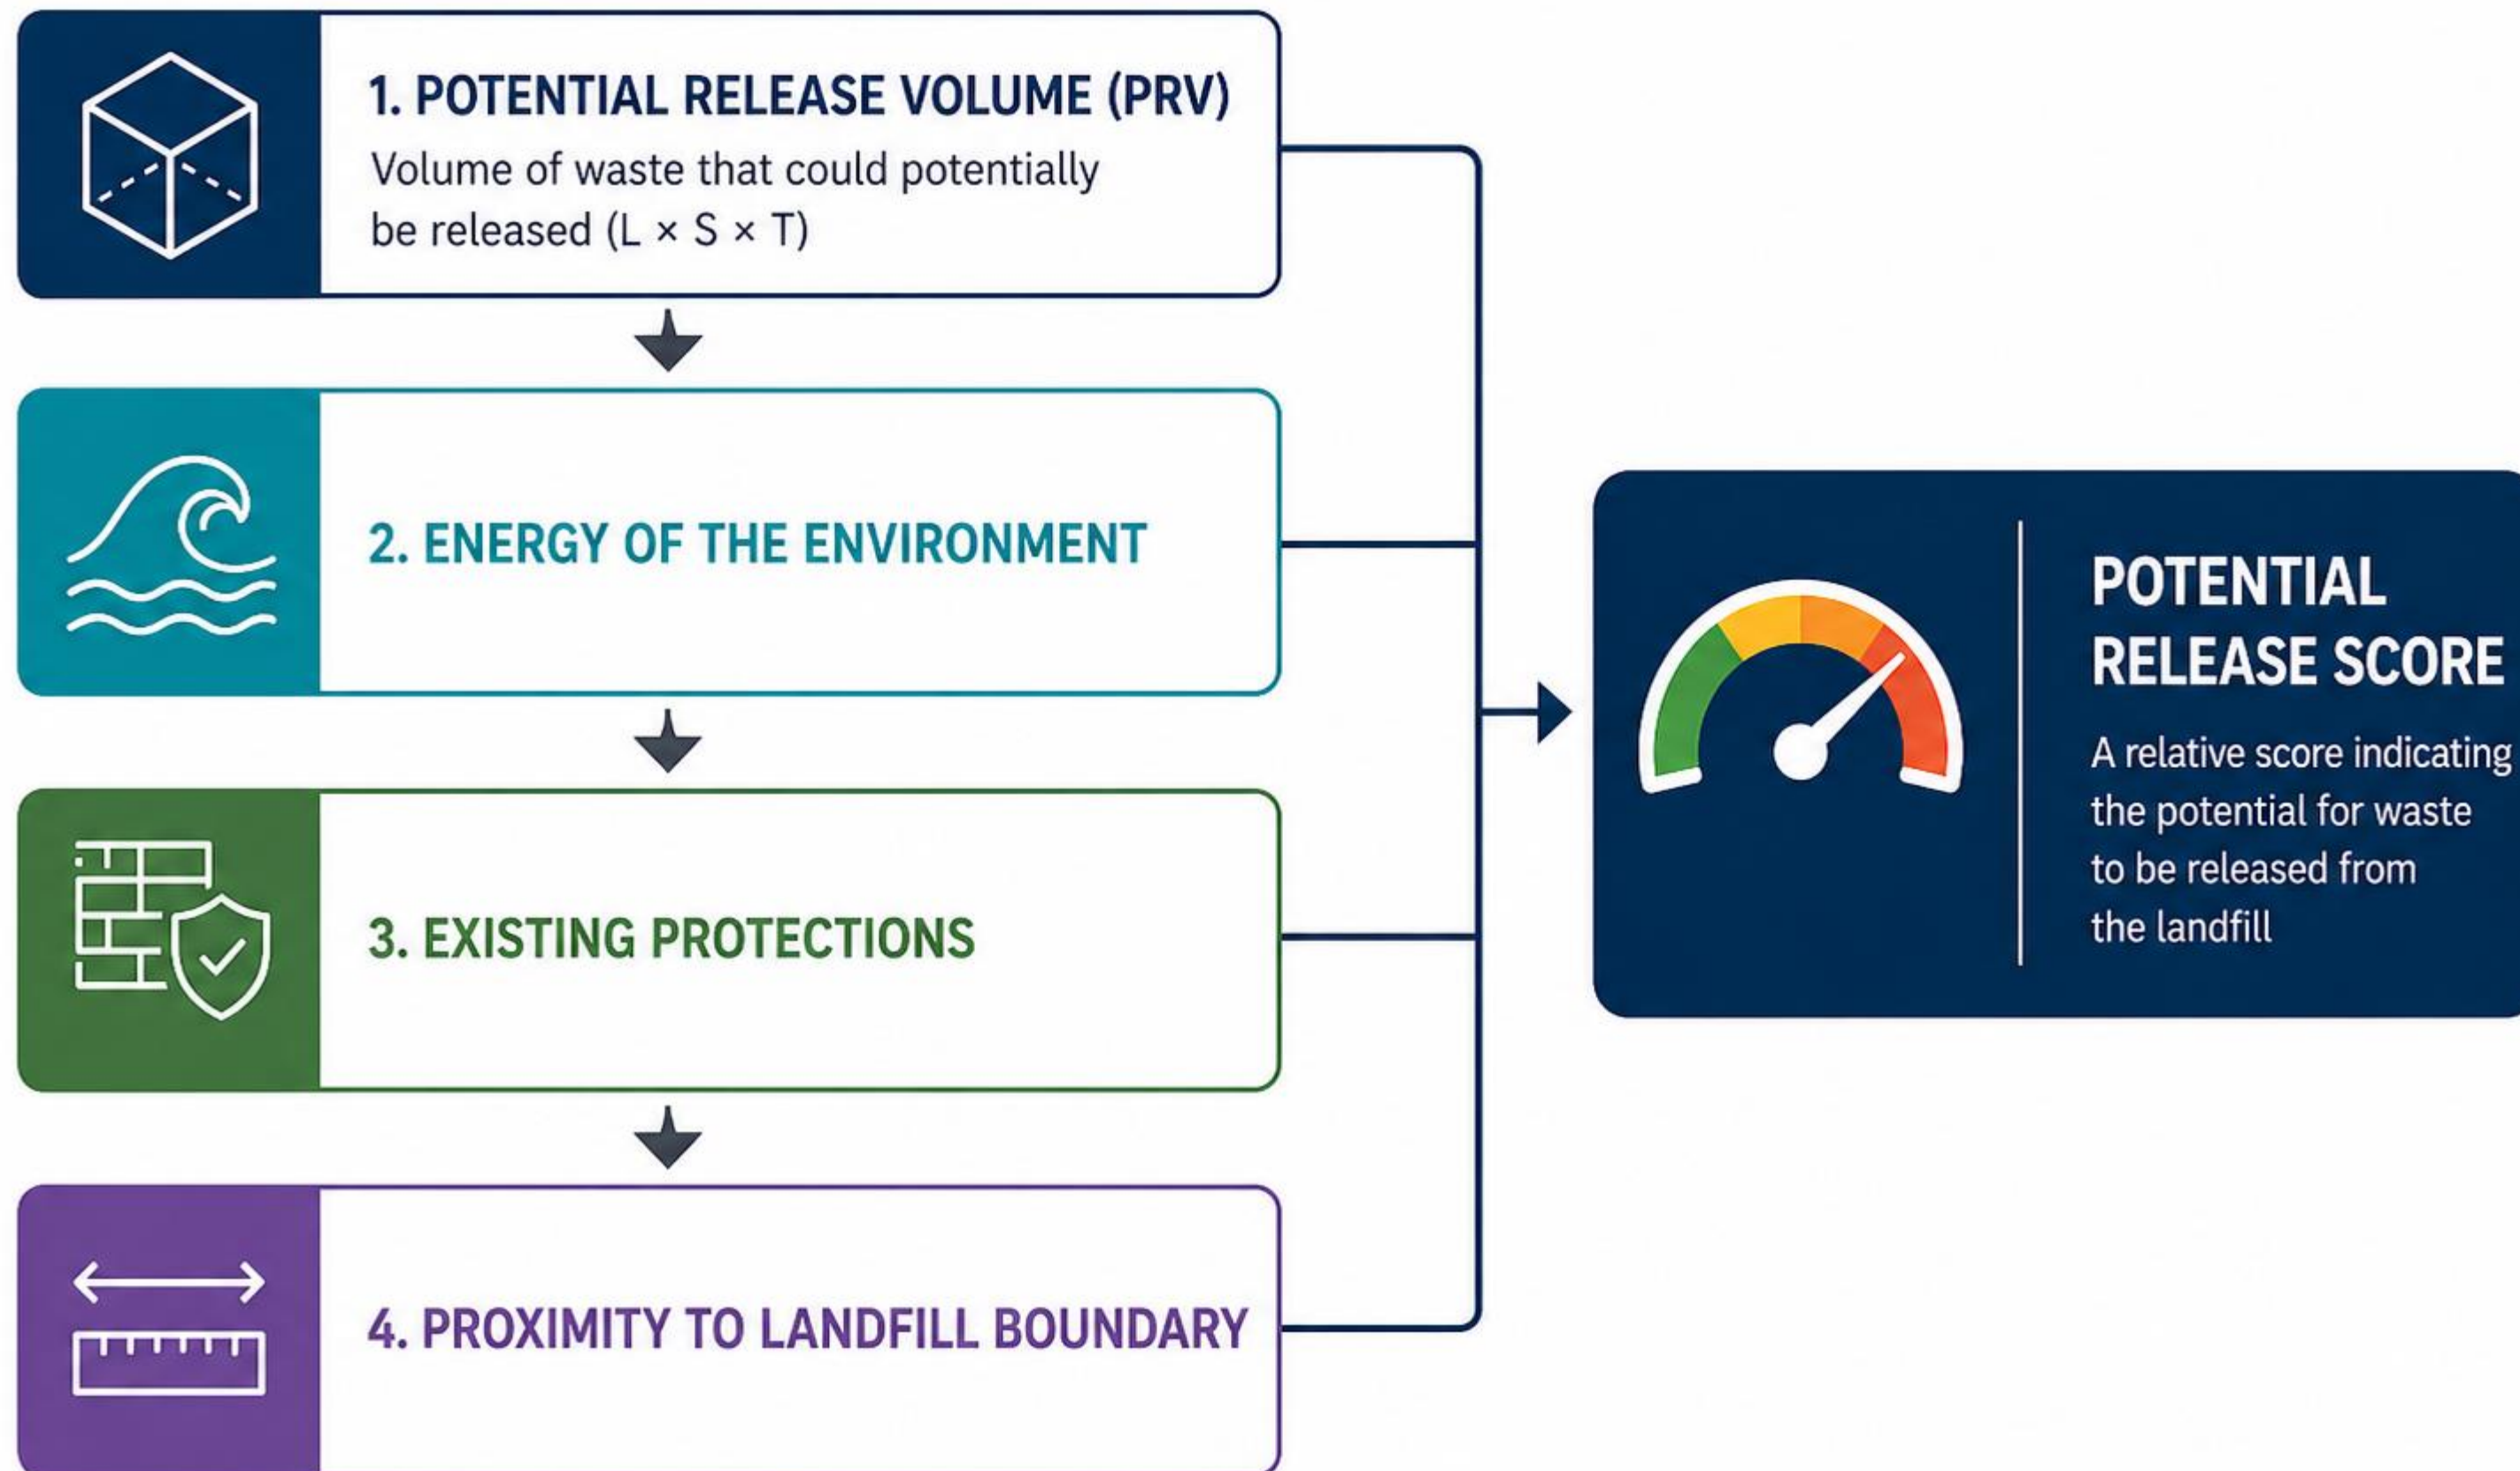 1. POTENTIAL RELEASE VOLUME (PRV)
Volume of waste that could potentially
be released (L × S × T)
2. ENERGY OF THE ENVIRONMENT
3. EXISTING PROTECTIONS
4. PROXIMITY TO LANDFILL BOUNDARY
POTENTIAL
RELEASE SCORE
A relative score indicating
the potential for waste
to be released from
the landfill